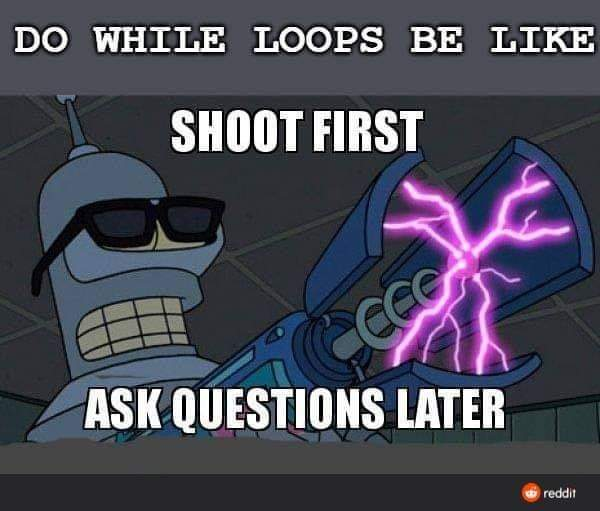 DO WHILE LOOPS BE LIKE
SHOOT FIRST
ASK QUESTIONS LATER
reddit